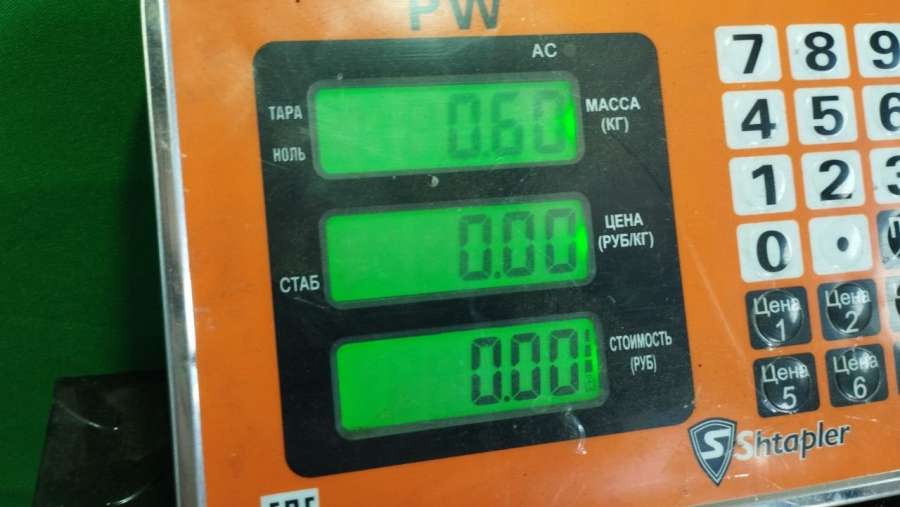 PW
АС
ТАРА
НОЛЬ
0.60
МАССА
(КГ)
СТАБ
0.00
ЦЕНА
(РУБ/КГ)
0.00
СТОИМОСТЬ
(РУБ)
7 8 9
4 5 6
1 2 3
0 .
Цена 1
Цена 2
Цена 5
Цена 6
S Shtapler